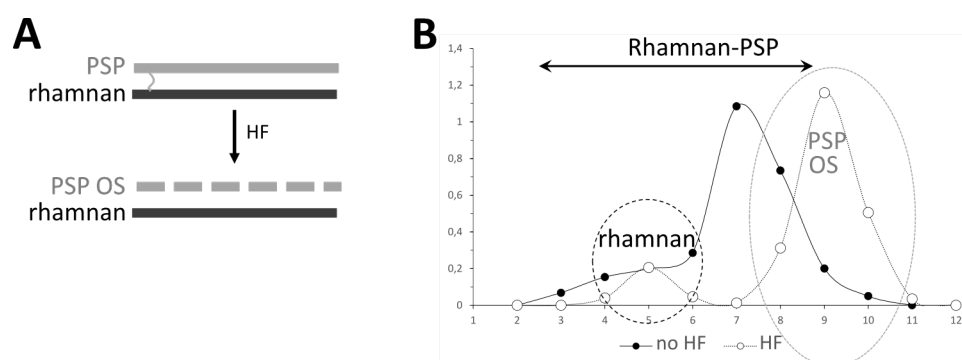 A
PSP
rhamnan
HF
PSP OS
rhamnan
B
Rhamnan-PSP
1,4
1,2
1
0,8
0,6
0,4
0,2
0
rhamnan
PSP
OS
1 2 3 4 5 6 7 8 9 10 11 12
no HF HF